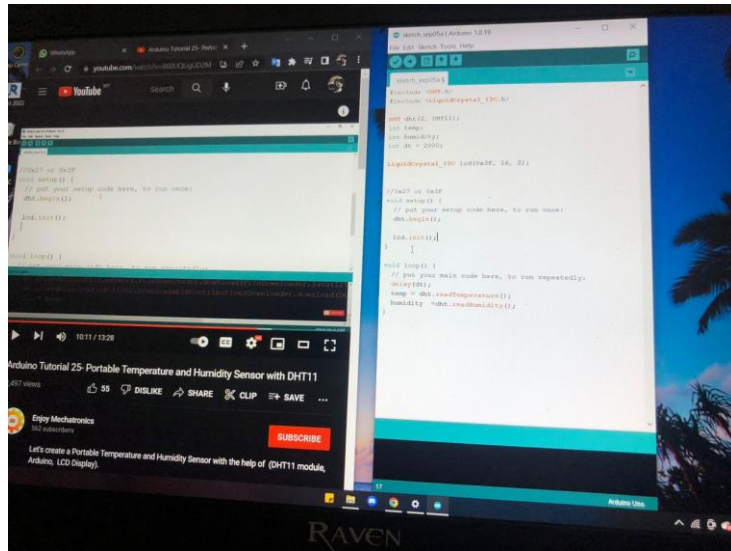 WhatsApp
Arduino Tutorial 25- Port
YouTube
Search
//0x27 or 0x3F
void setup() {
// put your setup code here, to run once:
dht.begin();
lcd.init();
void loop() {
10:11 / 13:28
Arduino Tutorial 25- Portable Temperature and Humidity Sensor with DHT11
,497 views
55
DISLIKE
SHARE
CLIP
SAVE
...
Enjoy Mechatronics
562 subscribers
SUBSCRIBE
Let's create a Portable Temperature and Humidity Sensor with the help of (DHT11 module,
Arduino, LCD Display).
sketch_sep05a | Arduino 1.8.19
File Edit Sketch Tools Help
sketch_sep05a §
#include <DHT.h>
#include <LiquidCrystal_I2C.h>
DHT dht(2, DHT11);
int temp;
int humidity;
int dt = 2000;
LiquidCrystal_I2C lcd(0x3F, 16, 2);
//0x27 or 0x3F
void setup() {
// put your setup code here, to run once:
dht.begin();
lcd.init();
}
void loop() {
// put your main code here, to run repeatedly:
delay(dt);
temp = dht.readTemperature();
humidity =dht.readHumidity();
}
17
Arduino Uno
RAVEN